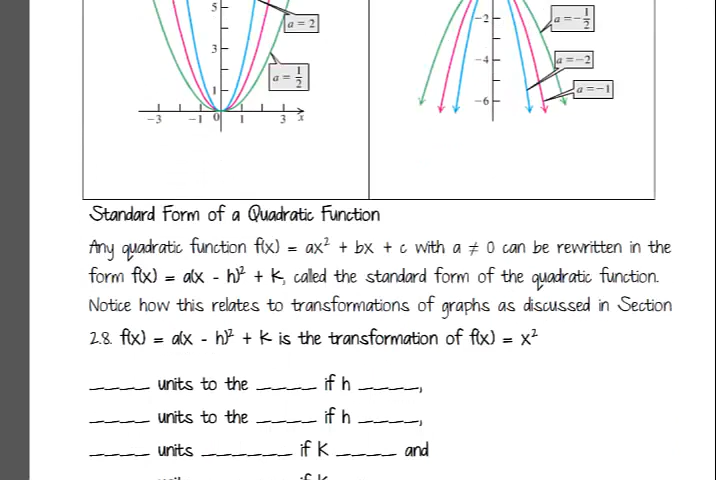 5
3
1
-3 -1 0 1 3 x
a = 2
a = 1/2
-2
-4
-6
a = -1/2
a = -2
a = -1
Standard Form of a Quadratic Function
Any quadratic function f(x) = ax² + bx + c with a ≠ 0 can be rewritten in the
form f(x) = a(x - h)² + k, called the standard form of the quadratic function.
Notice how this relates to transformations of graphs as discussed in Section
2.8. f(x) = a(x - h)² + k is the transformation of f(x) = x²
_____ units to the _____ if h _____,
_____ units to the _____ if h _____,
_____ units _______ if k _____ and